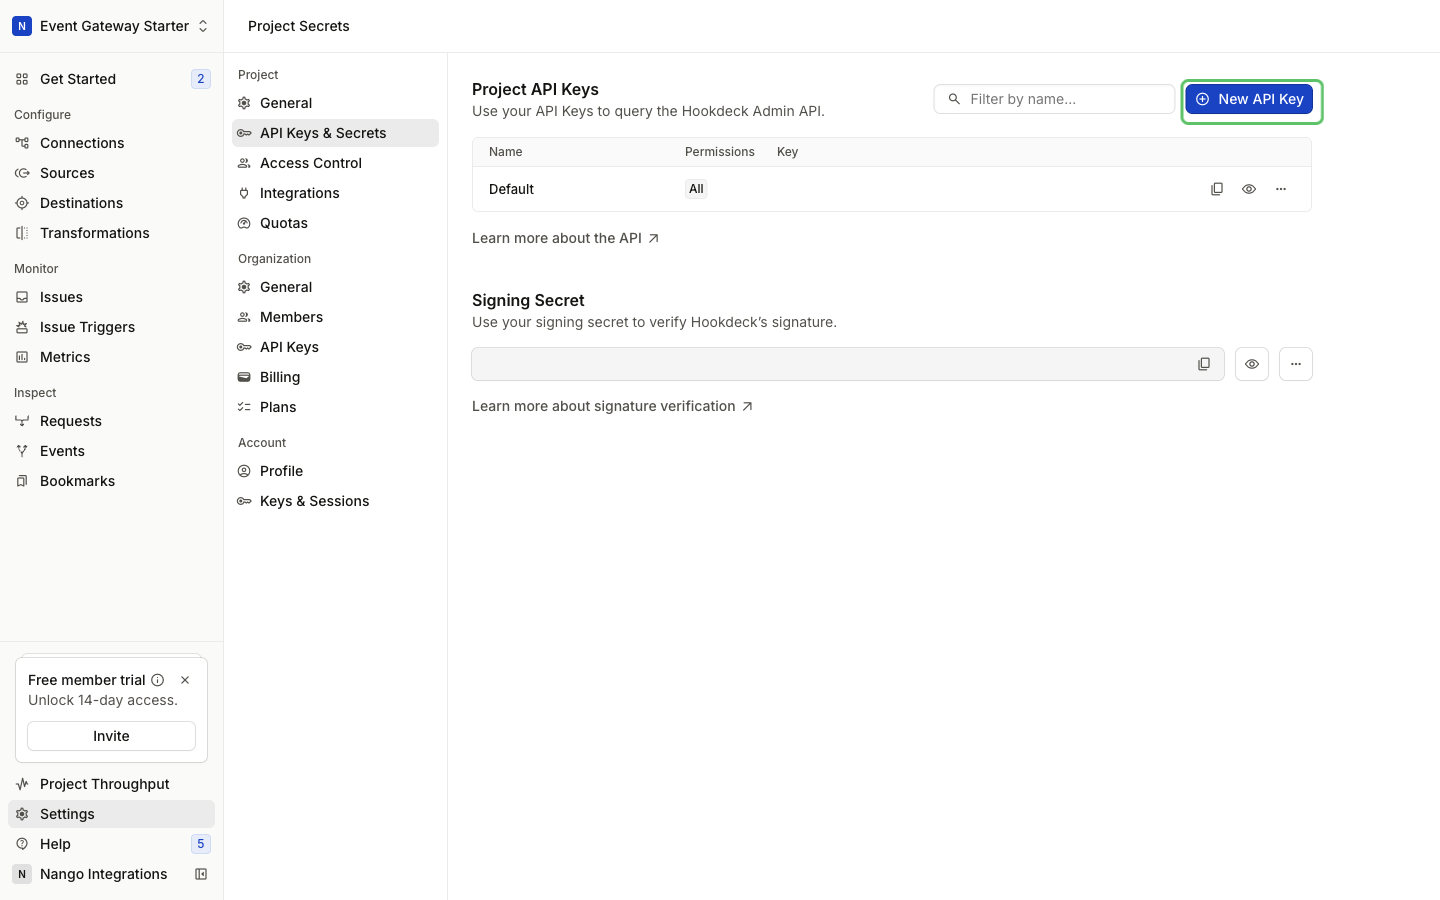 N Event Gateway Starter
Project Secrets
Get Started 2
Configure
Connections
Sources
Destinations
Transformations
Monitor
Issues
Issue Triggers
Metrics
Inspect
Requests
Events
Bookmarks
Free member trial
Unlock 14-day access.
Invite
Project Throughput
Settings
Help 5
N Nango Integrations
Project
General
API Keys & Secrets
Access Control
Integrations
Quotas
Organization
General
Members
API Keys
Billing
Plans
Account
Profile
Keys & Sessions
Project API Keys
Use your API Keys to query the Hookdeck Admin API.
Filter by name...
New API Key
Name Permissions Key
Default All
Learn more about the API
Signing Secret
Use your signing secret to verify Hookdeck’s signature.
Learn more about signature verification